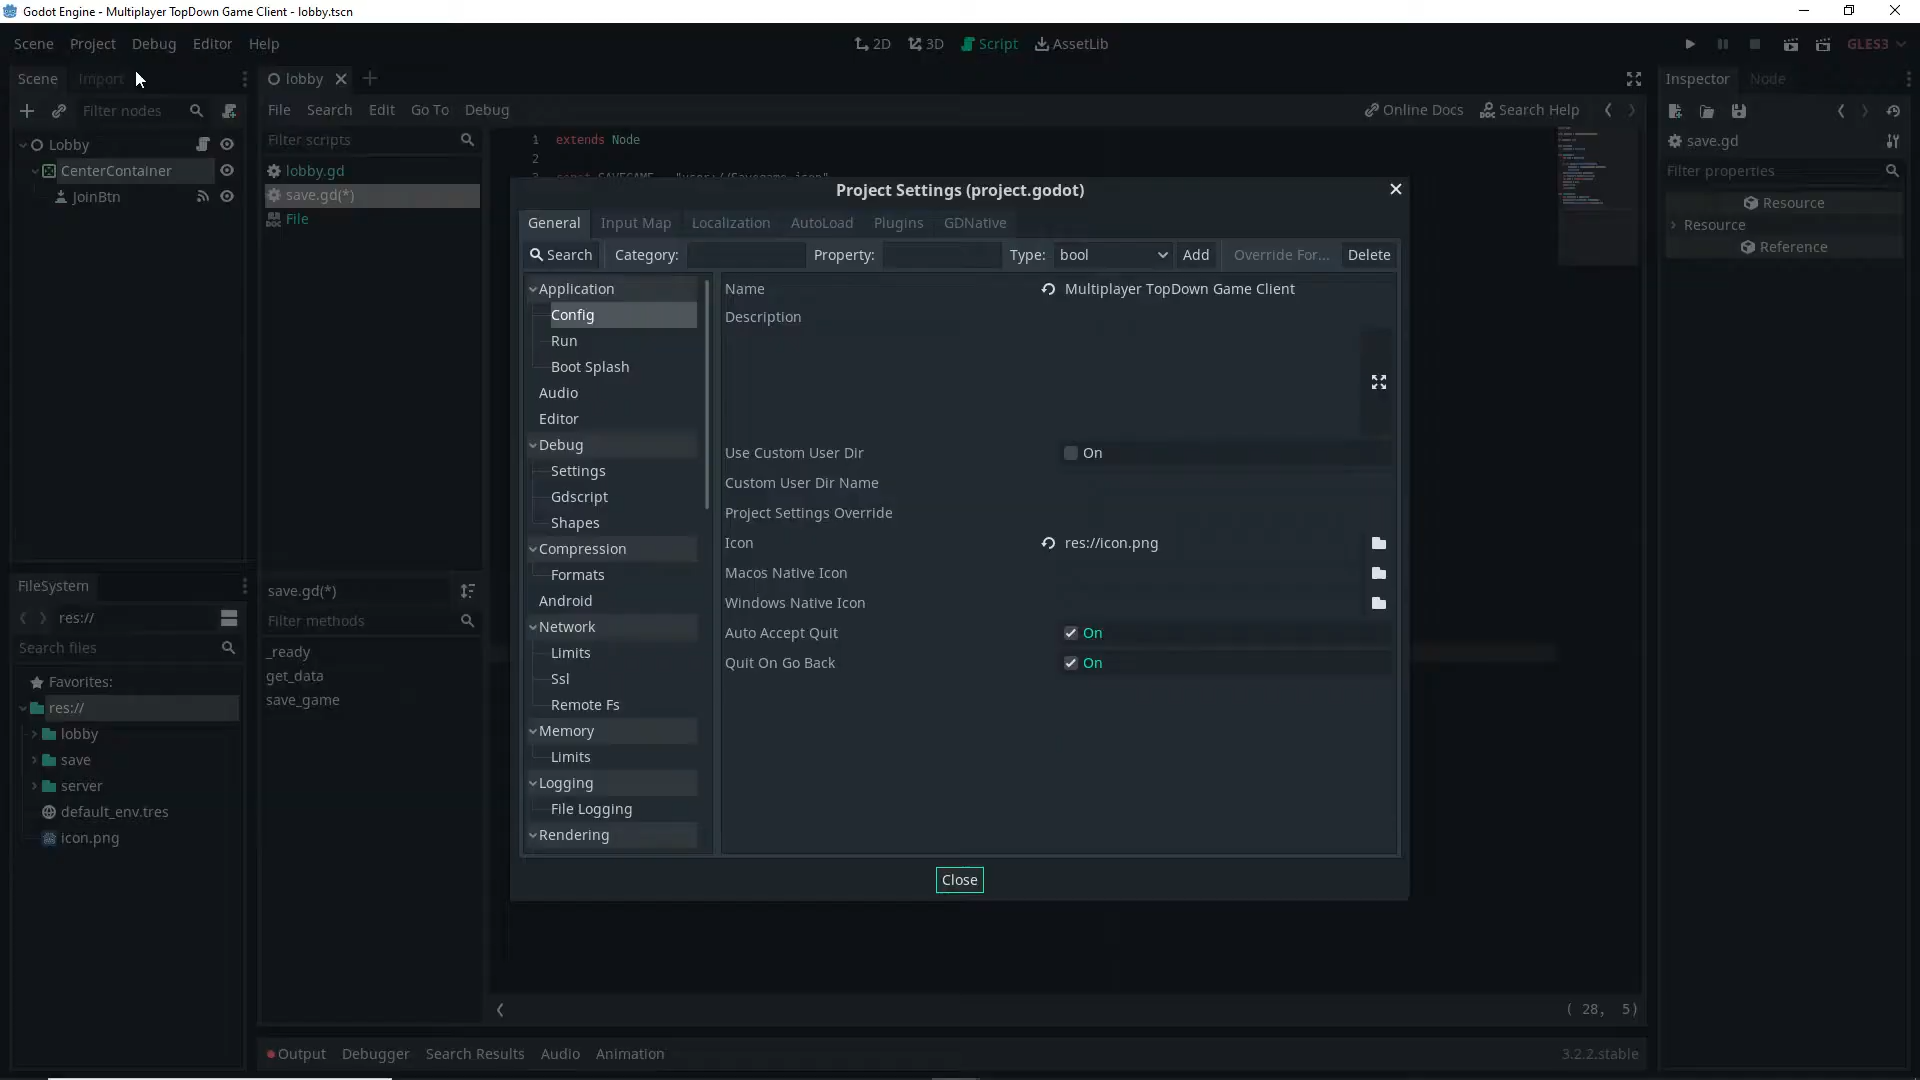 Godot Engine - Multiplayer TopDown Game Client - lobby.tscn
Scene Project Debug Editor Help
2D 3D Script AssetLib
GLES3
Scene Import
lobby
Inspector Node
Filter nodes
File Search Edit Go To Debug
Online Docs Search Help
Filter scripts
1 extends Node
2
3 const SAVEGAME = "user://Savegame.json"
Lobby
CenterContainer
JoinBtn
lobby.gd
save.gd(*)
File
save.gd
Filter properties
Resource
Resource
Reference
Project Settings (project.godot)
General Input Map Localization AutoLoad Plugins GDNative
Search Category: Property: Type: bool Add Override For... Delete
Application
Config
Run
Boot Splash
Audio
Editor
Debug
Settings
Gdscript
Shapes
Compression
Formats
Android
Network
Limits
Ssl
Remote Fs
Memory
Limits
Logging
File Logging
Rendering
Name Multiplayer TopDown Game Client
Description
Use Custom User Dir On
Custom User Dir Name
Project Settings Override
Icon res://icon.png
Macos Native Icon
Windows Native Icon
Auto Accept Quit On
Quit On Go Back On
Close
FileSystem
res://
Search files
Favorites:
res://
lobby
save
server
default_env.tres
icon.png
save.gd(*)
Filter methods
_ready
get_data
save_game
( 28, 5)
Output Debugger Search Results Audio Animation
3.2.2.stable